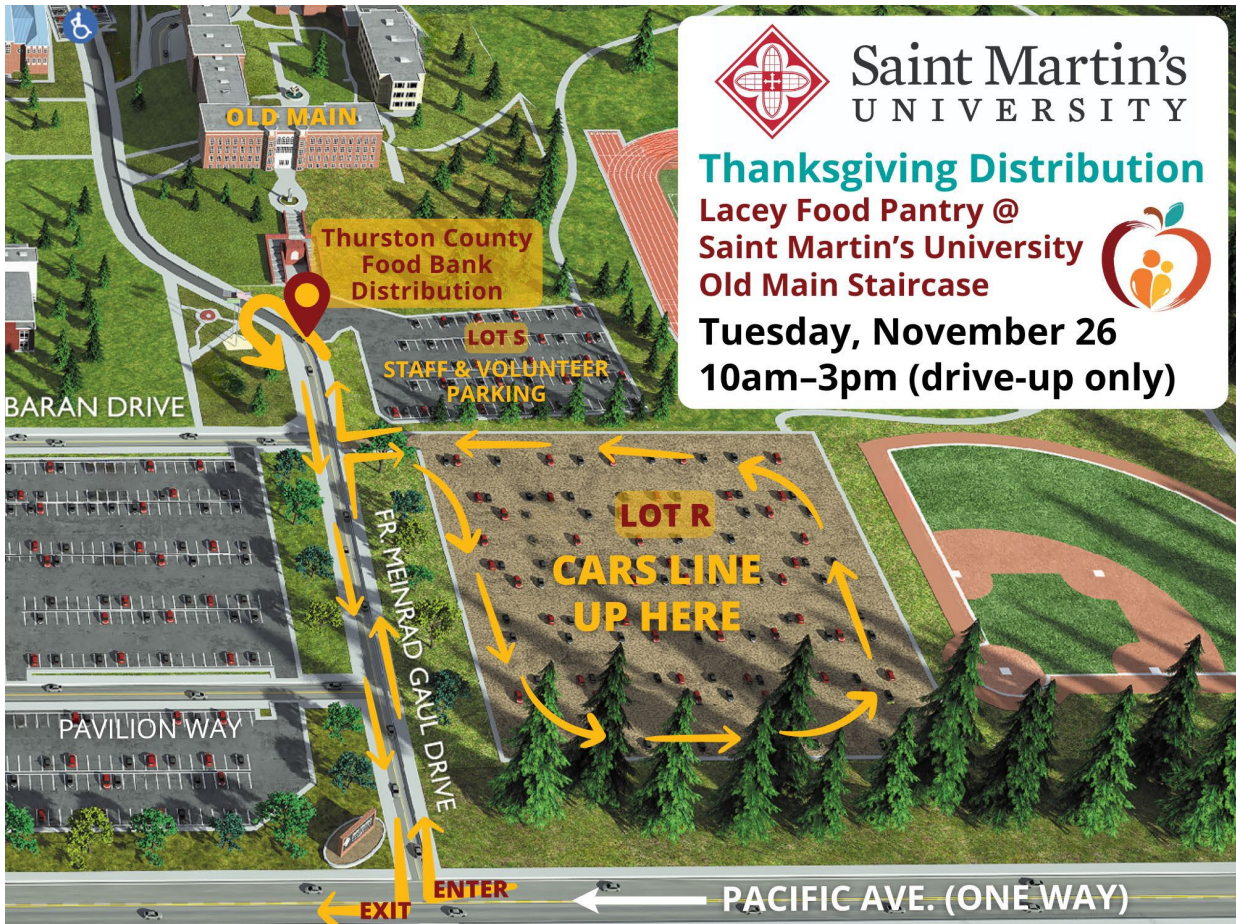 Saint Martin's
UNIVERSITY
Thanksgiving Distribution
Lacey Food Pantry @
Saint Martin's University
Old Main Staircase
Tuesday, November 26
10am–3pm (drive-up only)
OLD MAIN
Thurston County
Food Bank
Distribution
LOT S
STAFF & VOLUNTEER
PARKING
BARAN DRIVE
LOT R
CARS LINE
UP HERE
FR. MEINRAD GAUL DRIVE
PAVILION WAY
ENTER
EXIT
PACIFIC AVE. (ONE WAY)